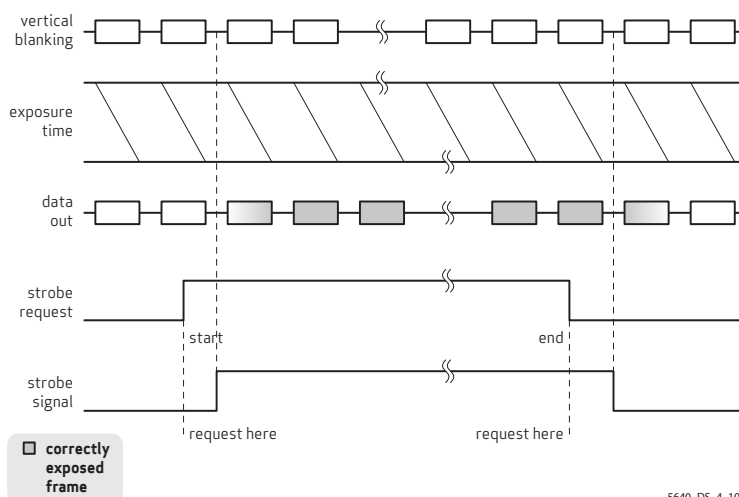 vertical
blanking
exposure
time
data
out
strobe
request
start
end
strobe
signal
request here
request here
correctly
exposed
frame